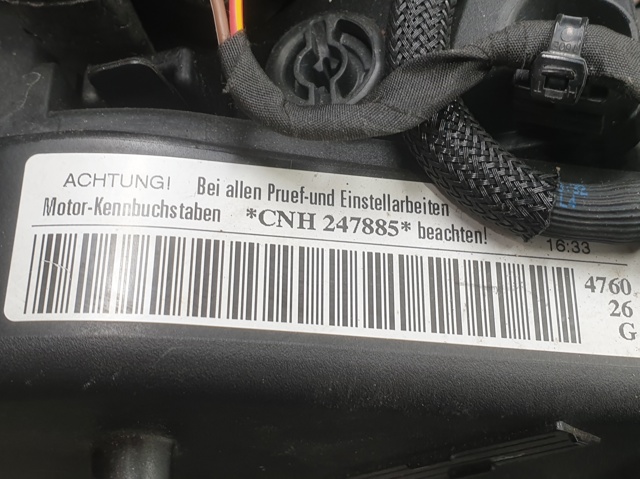 ACHTUNG! Bei allen Pruef-und Einstellarbeiten
Motor-Kennbuchstaben *CNH 247885* beachten!
16:33
4760
26
G